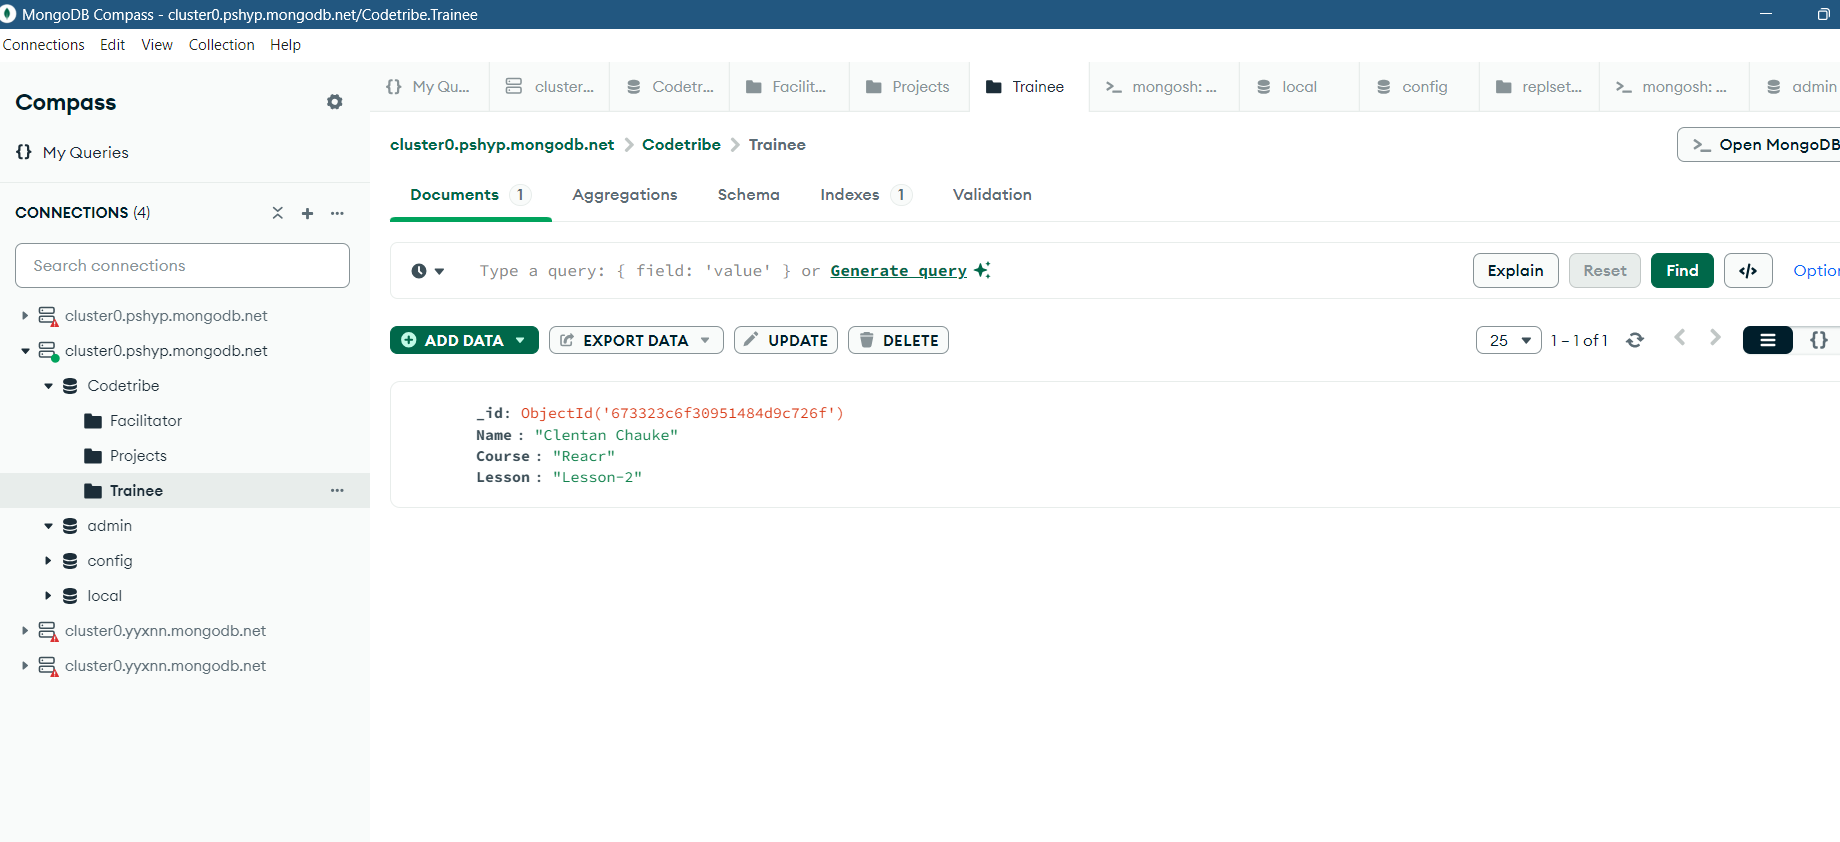 MongoDB Compass - cluster0.pshyp.mongodb.net/Codetribe.Trainee
Connections Edit View Collection Help
Compass
{} My Qu... cluster... Codetr... Facilit... Projects Trainee >_ mongosh: ... local config replset... >_ mongosh: ... admin
{} My Queries
cluster0.pshyp.mongodb.net > Codetribe > Trainee
>_ Open MongoDB
Documents 1 Aggregations Schema Indexes 1 Validation
CONNECTIONS (4)
Search connections
Type a query: { field: 'value' } or Generate query
Explain Reset Find </> Option
ADD DATA EXPORT DATA UPDATE DELETE
25 1 – 1 of 1 {}
cluster0.pshyp.mongodb.net
cluster0.pshyp.mongodb.net
Codetribe
Facilitator
Projects
Trainee ...
admin
config
local
cluster0.yyxnn.mongodb.net
cluster0.yyxnn.mongodb.net
_id: ObjectId('673323c6f30951484d9c726f')
Name : "Clentan Chauke"
Course : "Reacr"
Lesson : "Lesson-2"